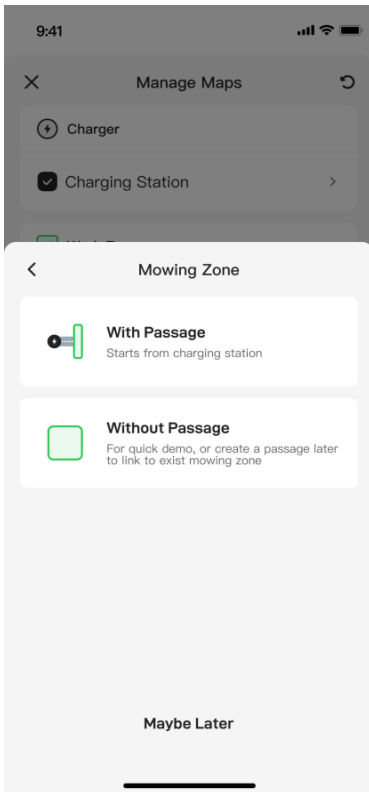 9:41
Manage Maps
Charger
Charging Station
Mowing Zone
With Passage
Starts from charging station
Without Passage
For quick demo, or create a passage later
to link to exist mowing zone
Maybe Later